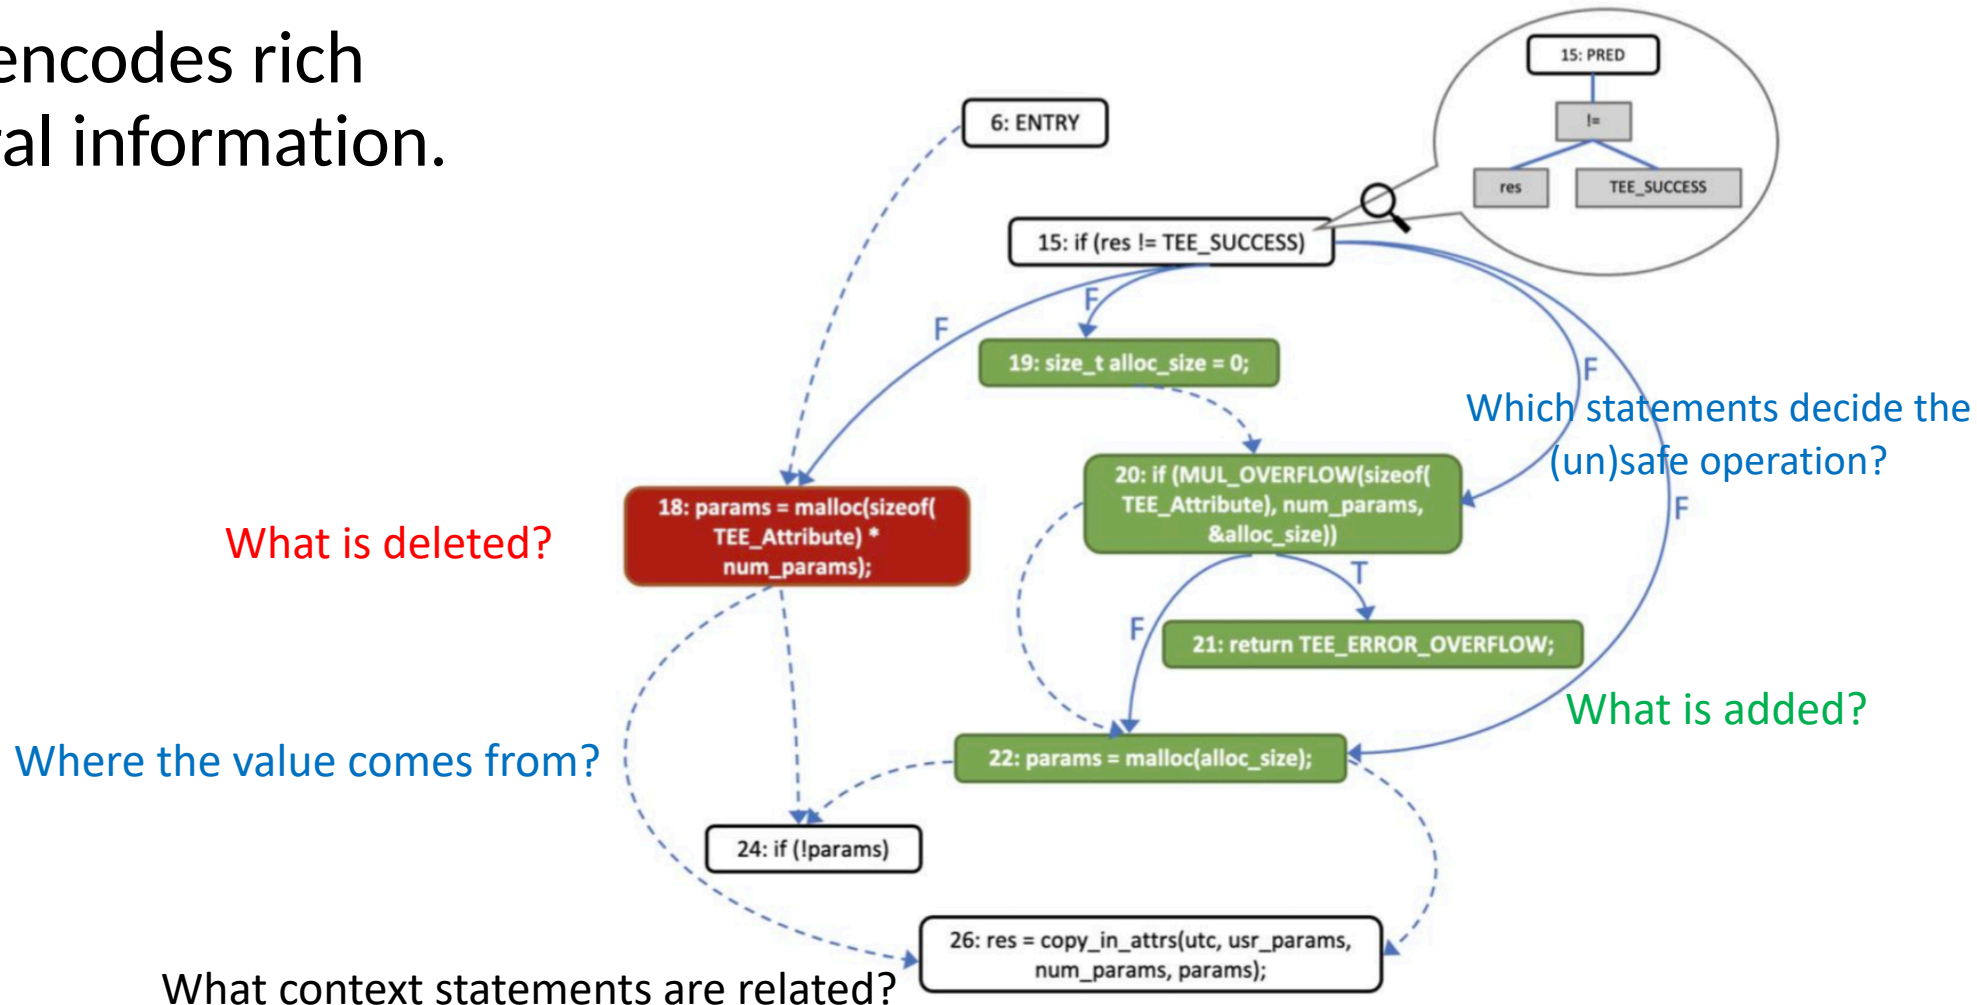 encodes rich
ral information.
15: PRED
!=
res
TEE_SUCCESS
6: ENTRY
15: if (res != TEE_SUCCESS)
F
F
F
F
19: size_t alloc_size = 0;
Which statements decide the
(un)safe operation?
20: if (MUL_OVERFLOW(sizeof(
TEE_Attribute), num_params,
&alloc_size))
18: params = malloc(sizeof(
TEE_Attribute) *
num_params);
What is deleted?
T
F
21: return TEE_ERROR_OVERFLOW;
What is added?
Where the value comes from?
22: params = malloc(alloc_size);
24: if (!params)
26: res = copy_in_attrs(utc, usr_params,
num_params, params);
What context statements are related?